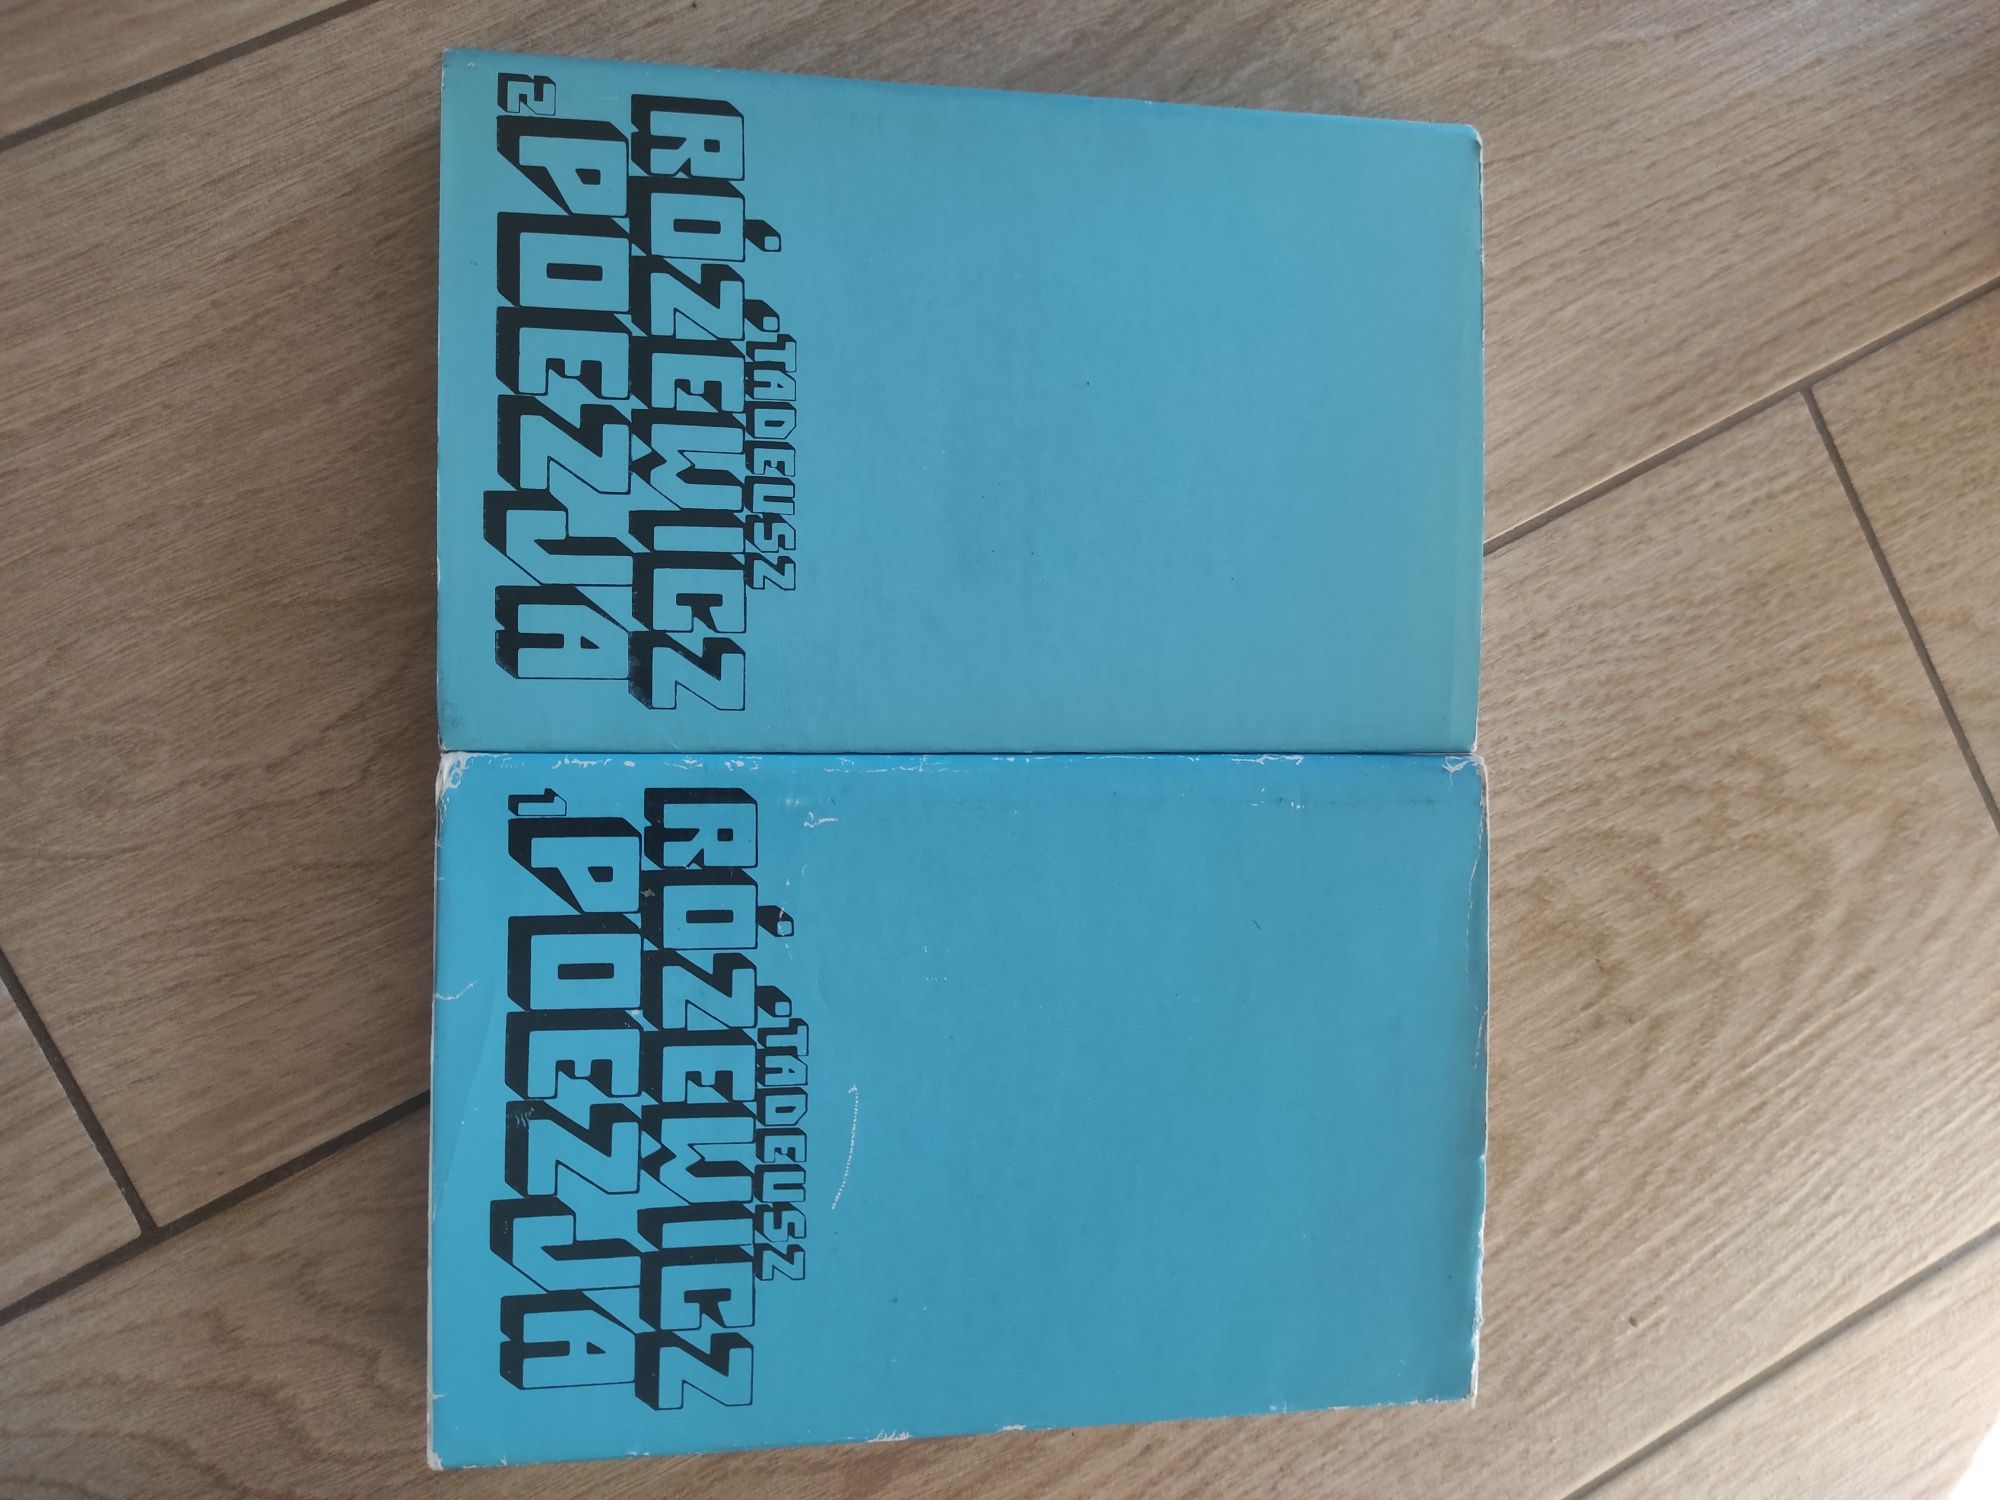 TADEUSZ
RÓŻEWICZ
POEZJA
2
TADEUSZ
RÓŻEWICZ
POEZJA
1